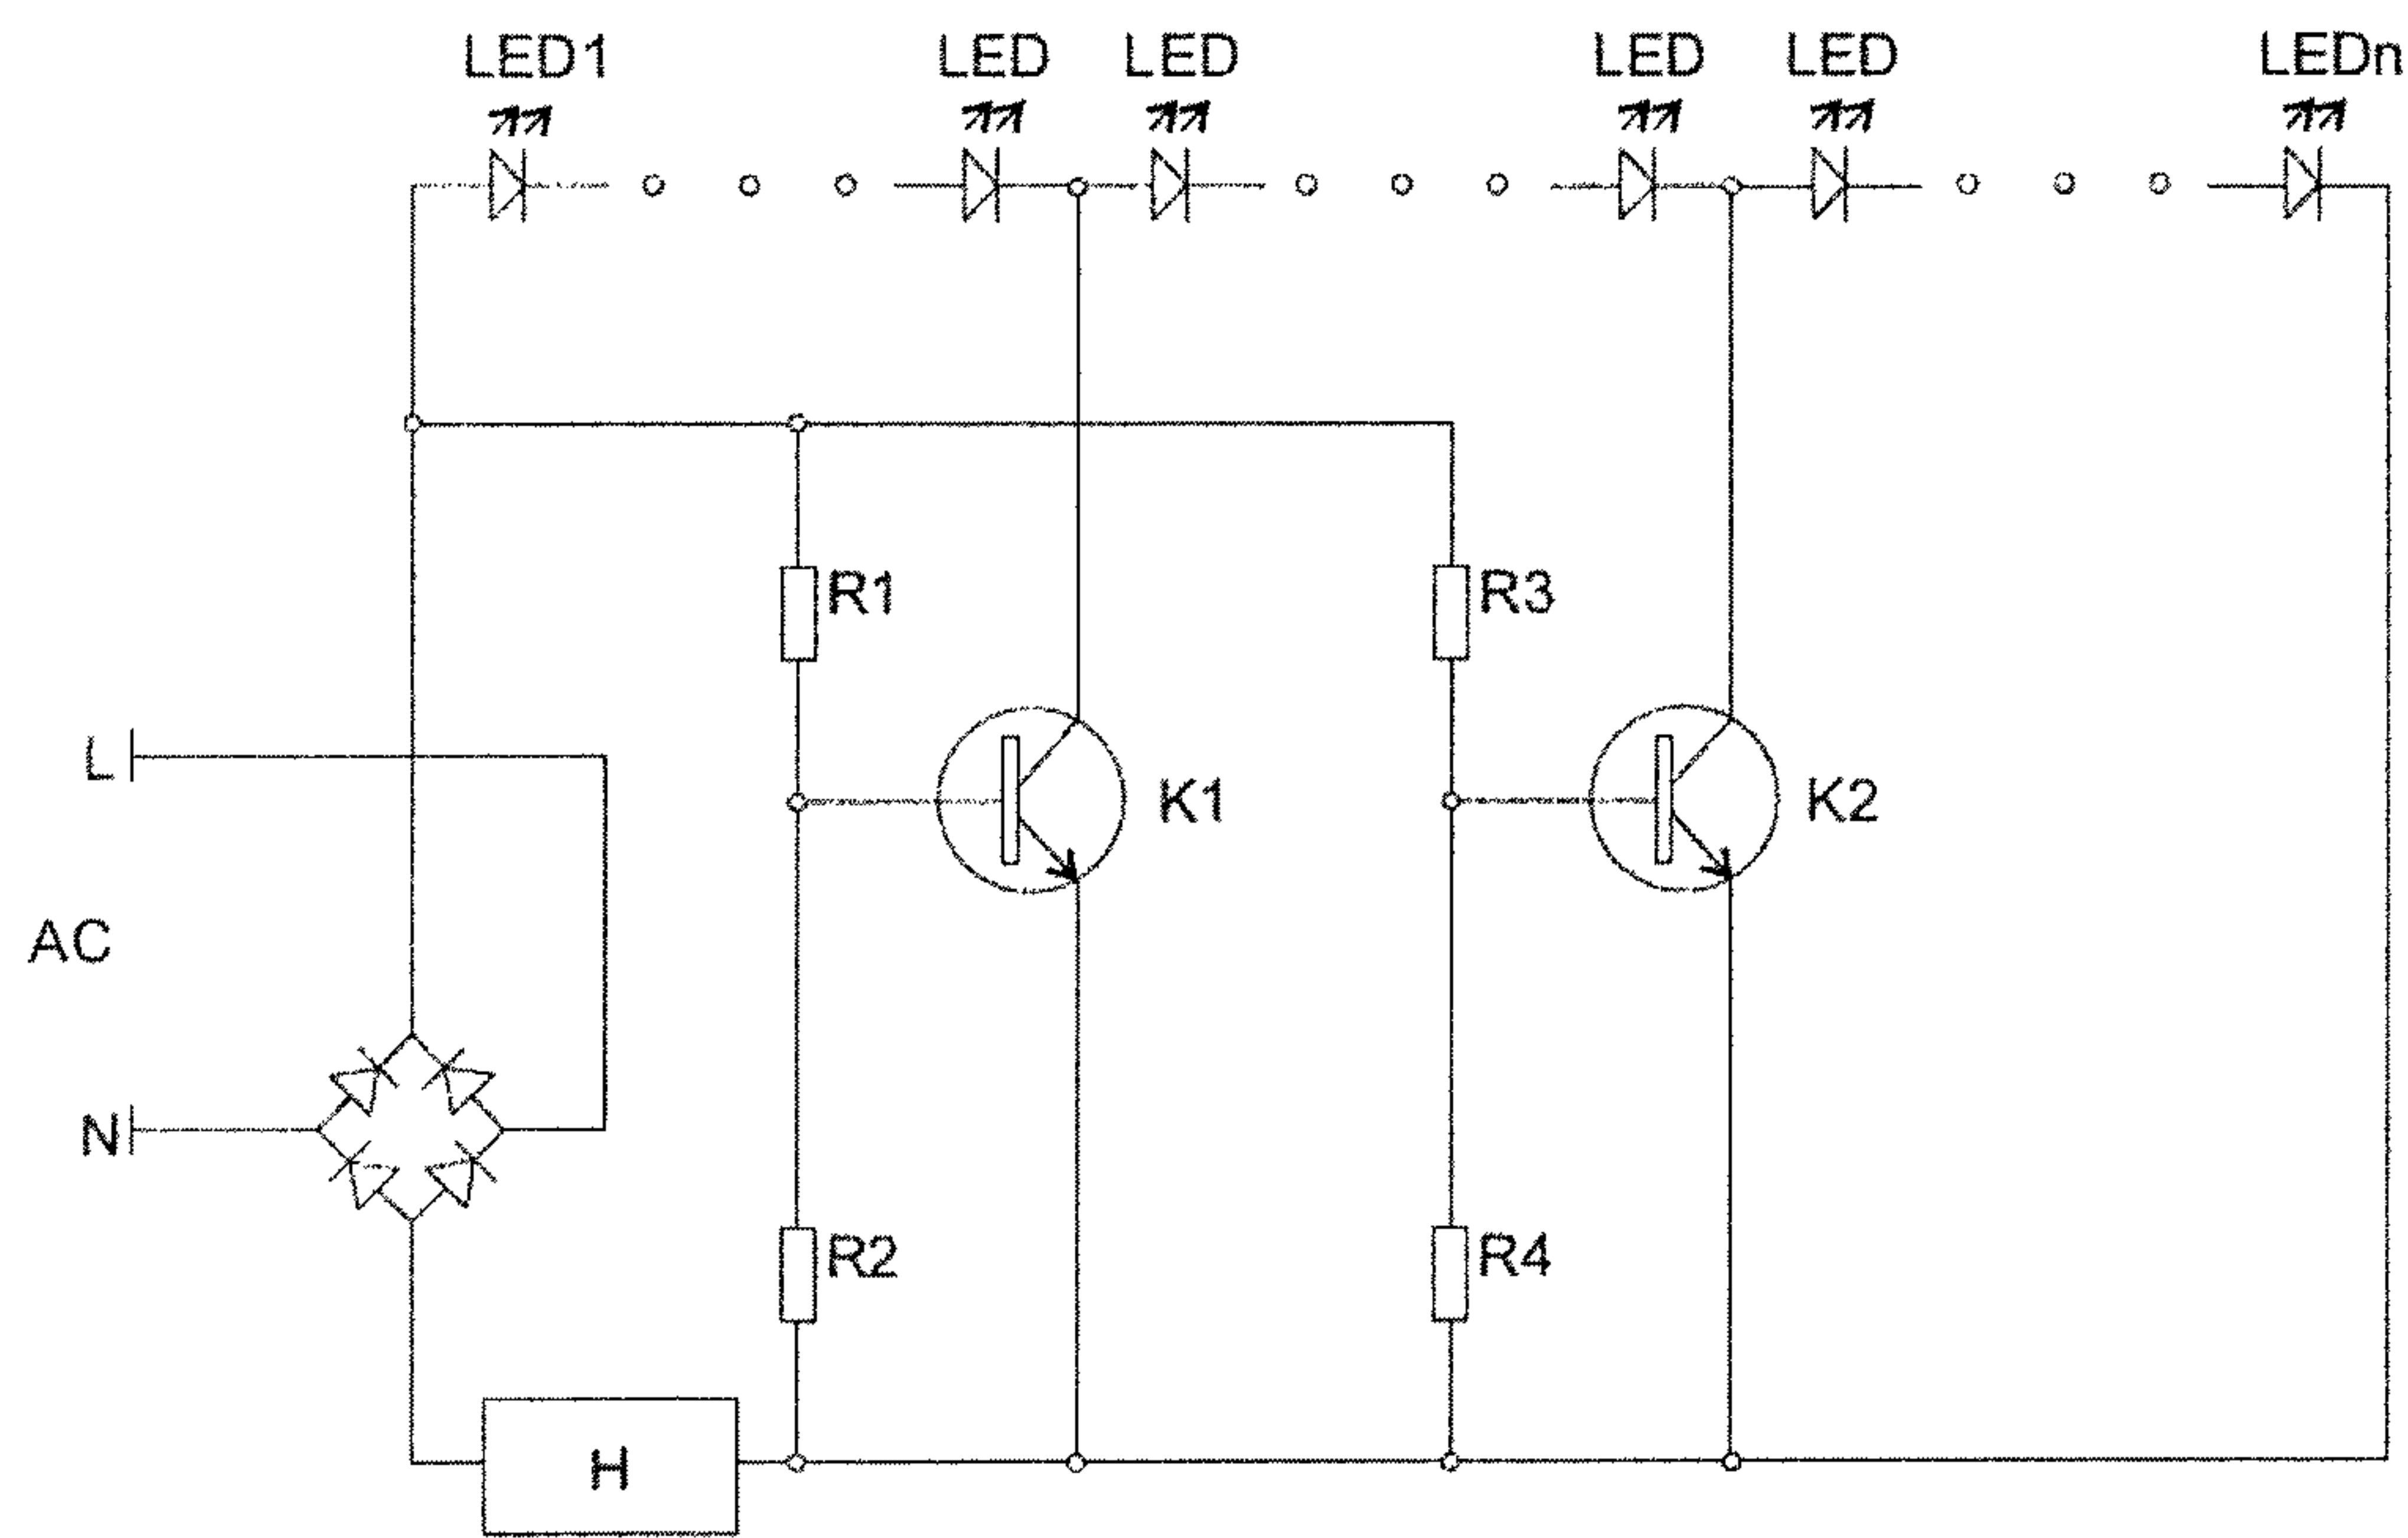 LED1 LED LED LED LED LEDn
R1 R3
L K1 K2
AC
N
R2 R4
H